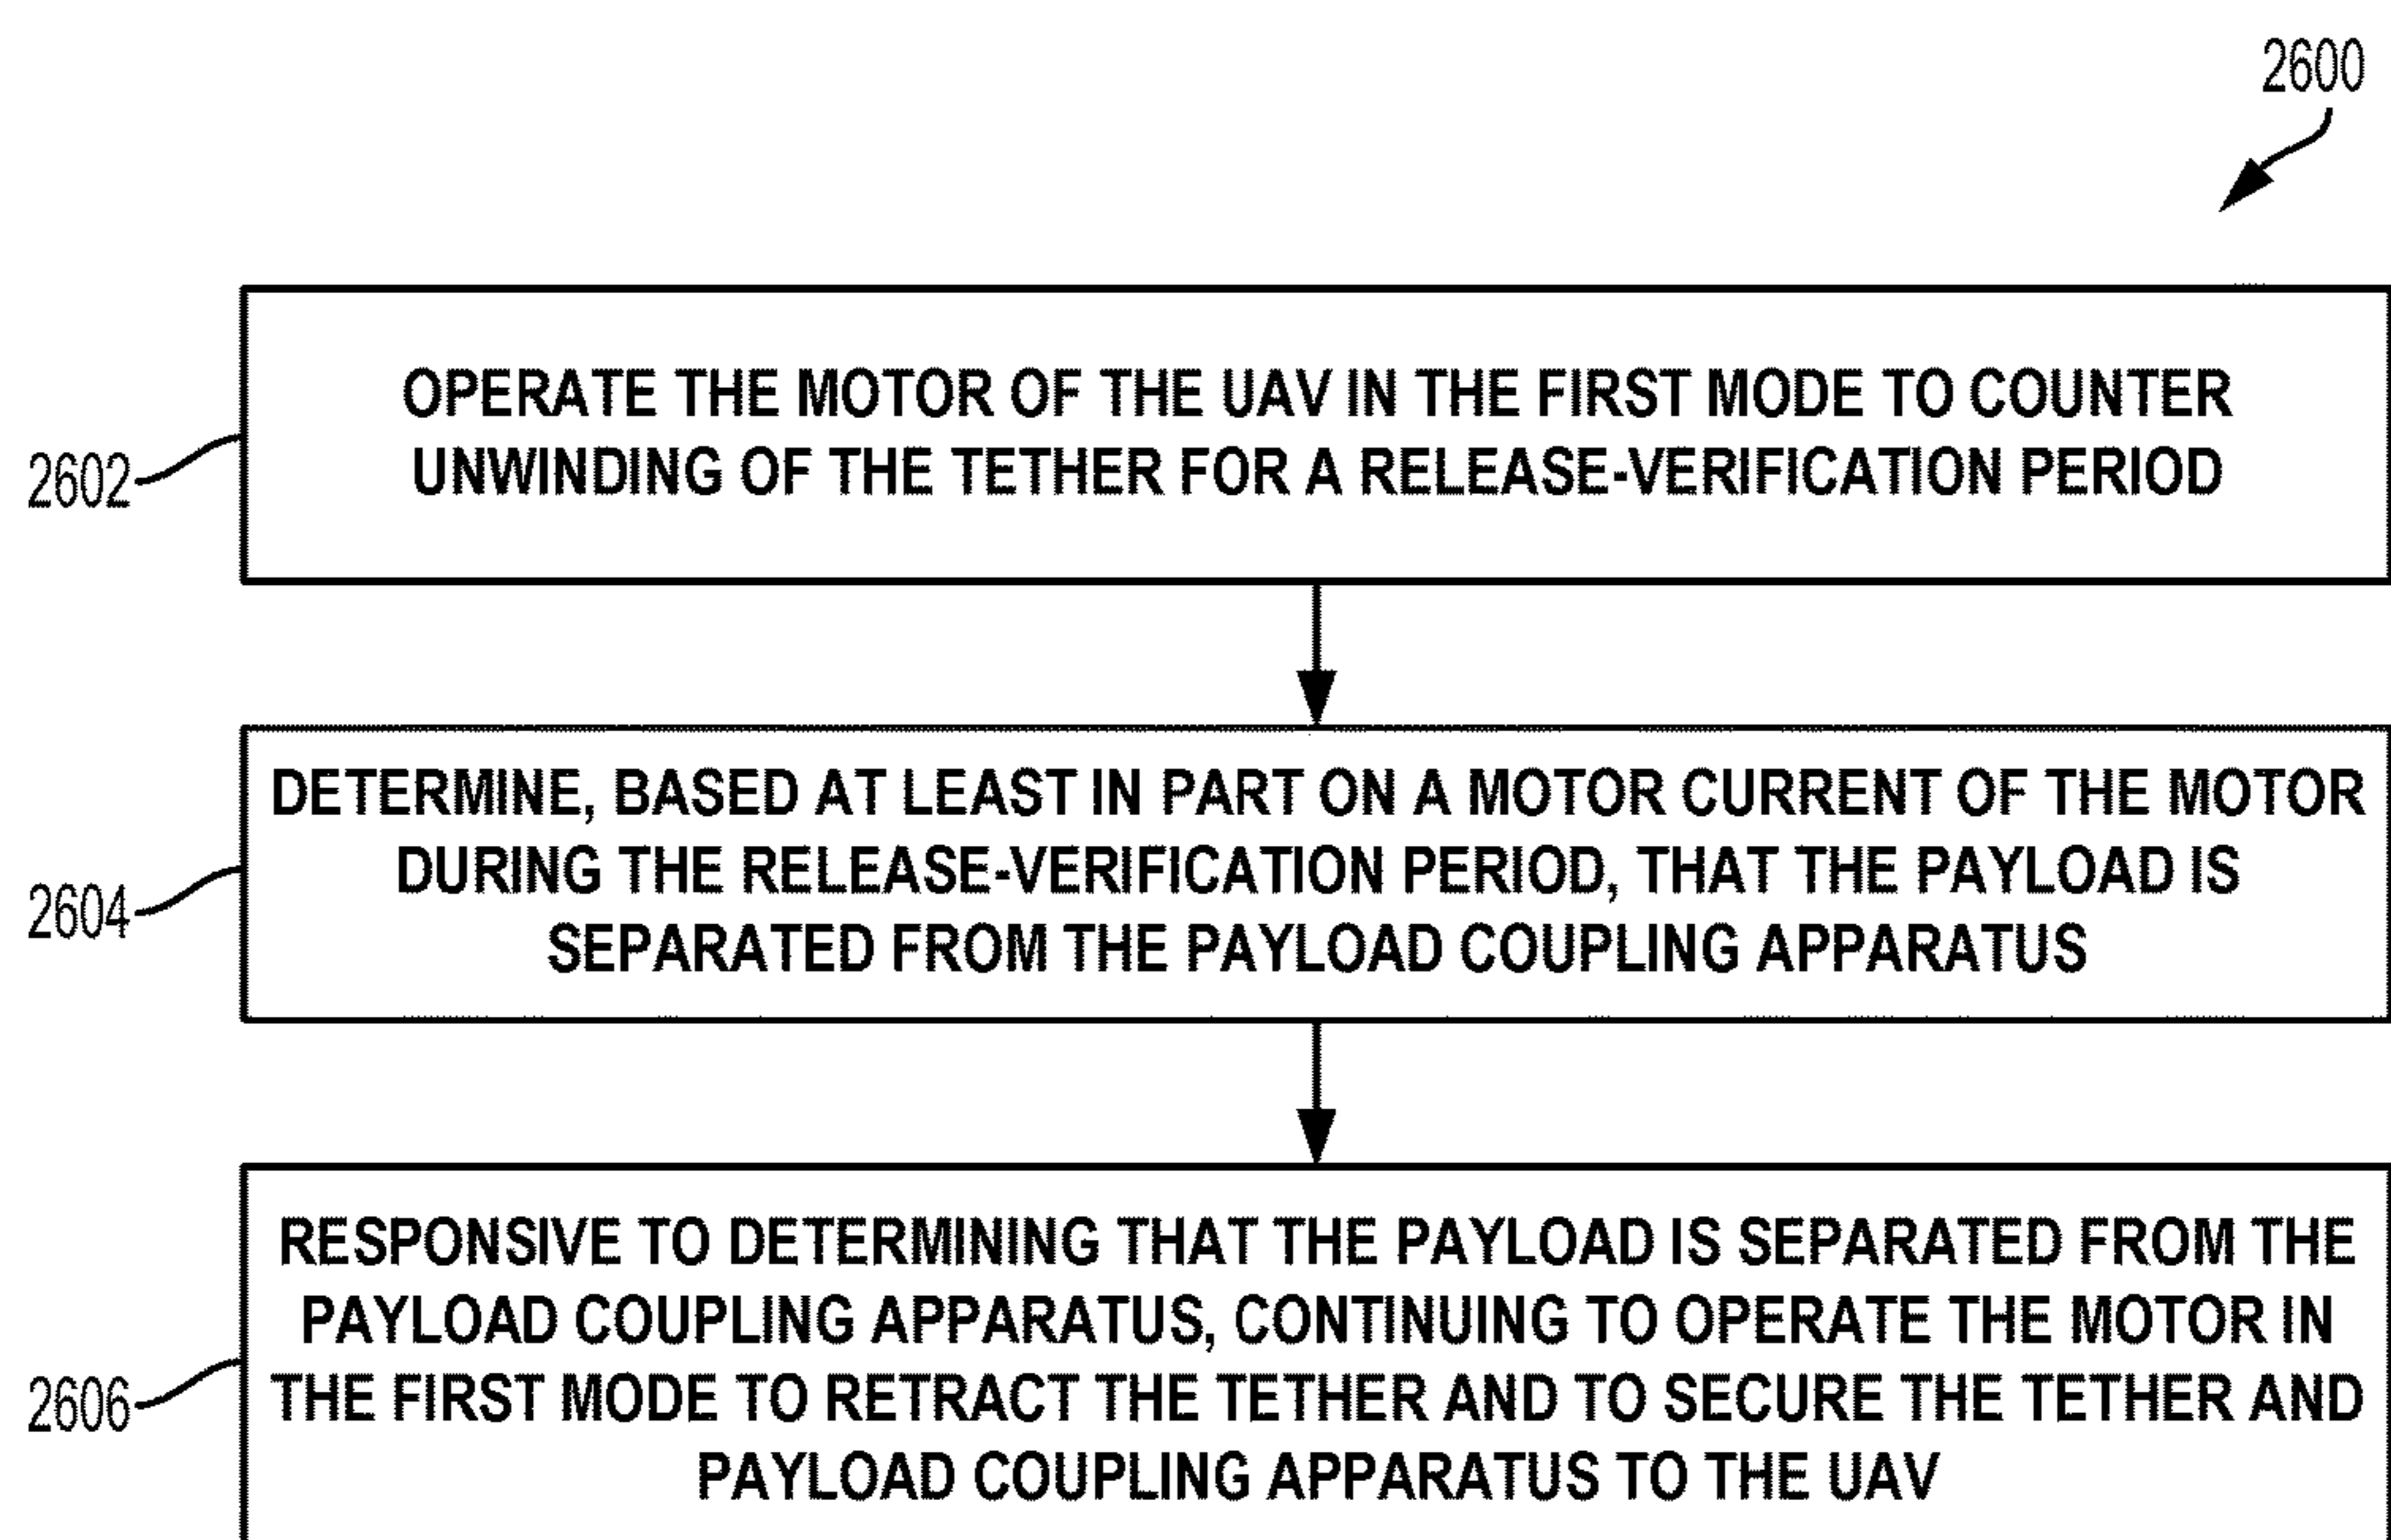 2600
OPERATE THE MOTOR OF THE UAV IN THE FIRST MODE TO COUNTER
UNWINDING OF THE TETHER FOR A RELEASE-VERIFICATION PERIOD
2602
DETERMINE, BASED AT LEAST IN PART ON A MOTOR CURRENT OF THE MOTOR
DURING THE RELEASE-VERIFICATION PERIOD, THAT THE PAYLOAD IS
SEPARATED FROM THE PAYLOAD COUPLING APPARATUS
2604
RESPONSIVE TO DETERMINING THAT THE PAYLOAD IS SEPARATED FROM THE
PAYLOAD COUPLING APPARATUS, CONTINUING TO OPERATE THE MOTOR IN
THE FIRST MODE TO RETRACT THE TETHER AND TO SECURE THE TETHER AND
PAYLOAD COUPLING APPARATUS TO THE UAV
2606